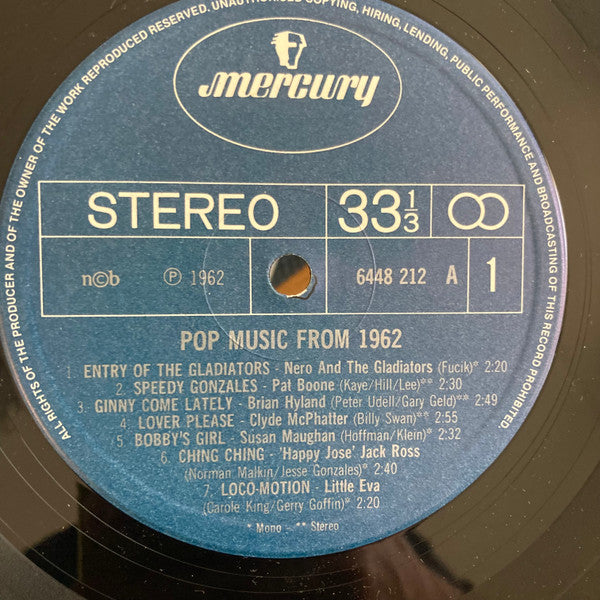 ALL RIGHTS OF THE PRODUCER AND OF THE OWNER OF THE WORK REPRODUCED RESERVED. UNAUTHORISED COPYING, HIRING, LENDING, PUBLIC PERFORMANCE AND BROADCASTING OF THIS RECORD PROHIBITED.
mercury
STEREO 33 1/3
n©b ℗ 1962 6448 212 A 1
POP MUSIC FROM 1962
1. ENTRY OF THE GLADIATORS - Nero And The Gladiators (Fucik)* 2:20
2. SPEEDY GONZALES - Pat Boone (Kaye/Hill/Lee)** 2:30
3. GINNY COME LATELY - Brian Hyland (Peter Udell/Gary Geld)** 2:49
4. LOVER PLEASE - Clyde McPhatter (Billy Swan)** 2:55
5. BOBBY'S GIRL - Susan Maughan (Hoffman/Klein)* 2:32
6. CHING CHING - 'Happy Jose' Jack Ross
(Norman Malkin/Jesse Gonzales)* 2:40
7. LOCO-MOTION - Little Eva
(Carole King/Gerry Goffin)* 2:20
* Mono - ** Stereo